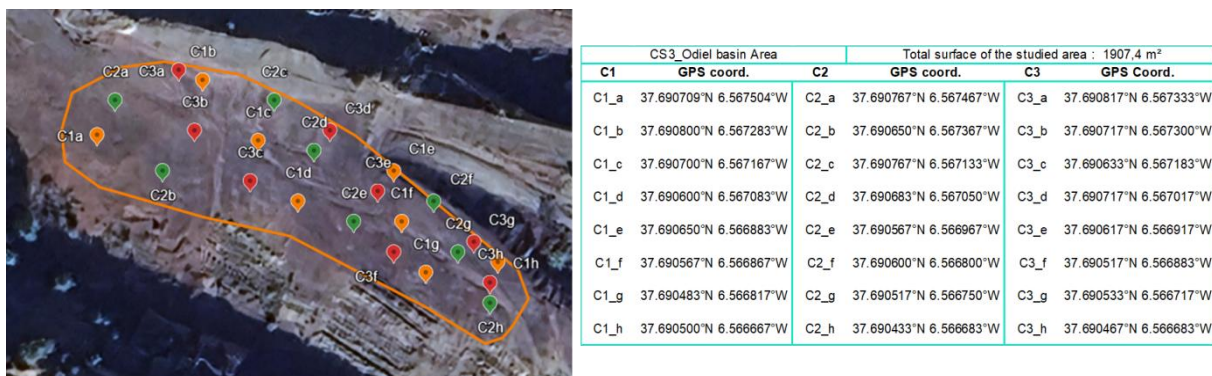 C1b
C2a
C3a
C2c
C3b
C3d
C1c
C2d
C1a
C3c
C1e
C3e
C1d
C2f
C2b
C2e
C1f
C2g
C3g
C1g
C3h
C1h
C3f
C2h
CS3_Odiel basin Area Total surface of the studied area : 1907,4 m²
C1 GPS coord. C2 GPS coord. C3 GPS Coord.
C1_a 37.690709°N 6.567504°W C2_a 37.690767°N 6.567467°W C3_a 37.690817°N 6.567333°W
C1_b 37.690800°N 6.567283°W C2_b 37.690650°N 6.567367°W C3_b 37.690717°N 6.567300°W
C1_c 37.690700°N 6.567167°W C2_c 37.690767°N 6.567133°W C3_c 37.690633°N 6.567183°W
C1_d 37.690600°N 6.567083°W C2_d 37.690683°N 6.567050°W C3_d 37.690717°N 6.567017°W
C1_e 37.690650°N 6.566883°W C2_e 37.690567°N 6.566967°W C3_e 37.690617°N 6.566917°W
C1_f 37.690567°N 6.566867°W C2_f 37.690600°N 6.566800°W C3_f 37.690517°N 6.566883°W
C1_g 37.690483°N 6.566817°W C2_g 37.690517°N 6.566750°W C3_g 37.690533°N 6.566717°W
C1_h 37.690500°N 6.566667°W C2_h 37.690433°N 6.566683°W C3_h 37.690467°N 6.566683°W